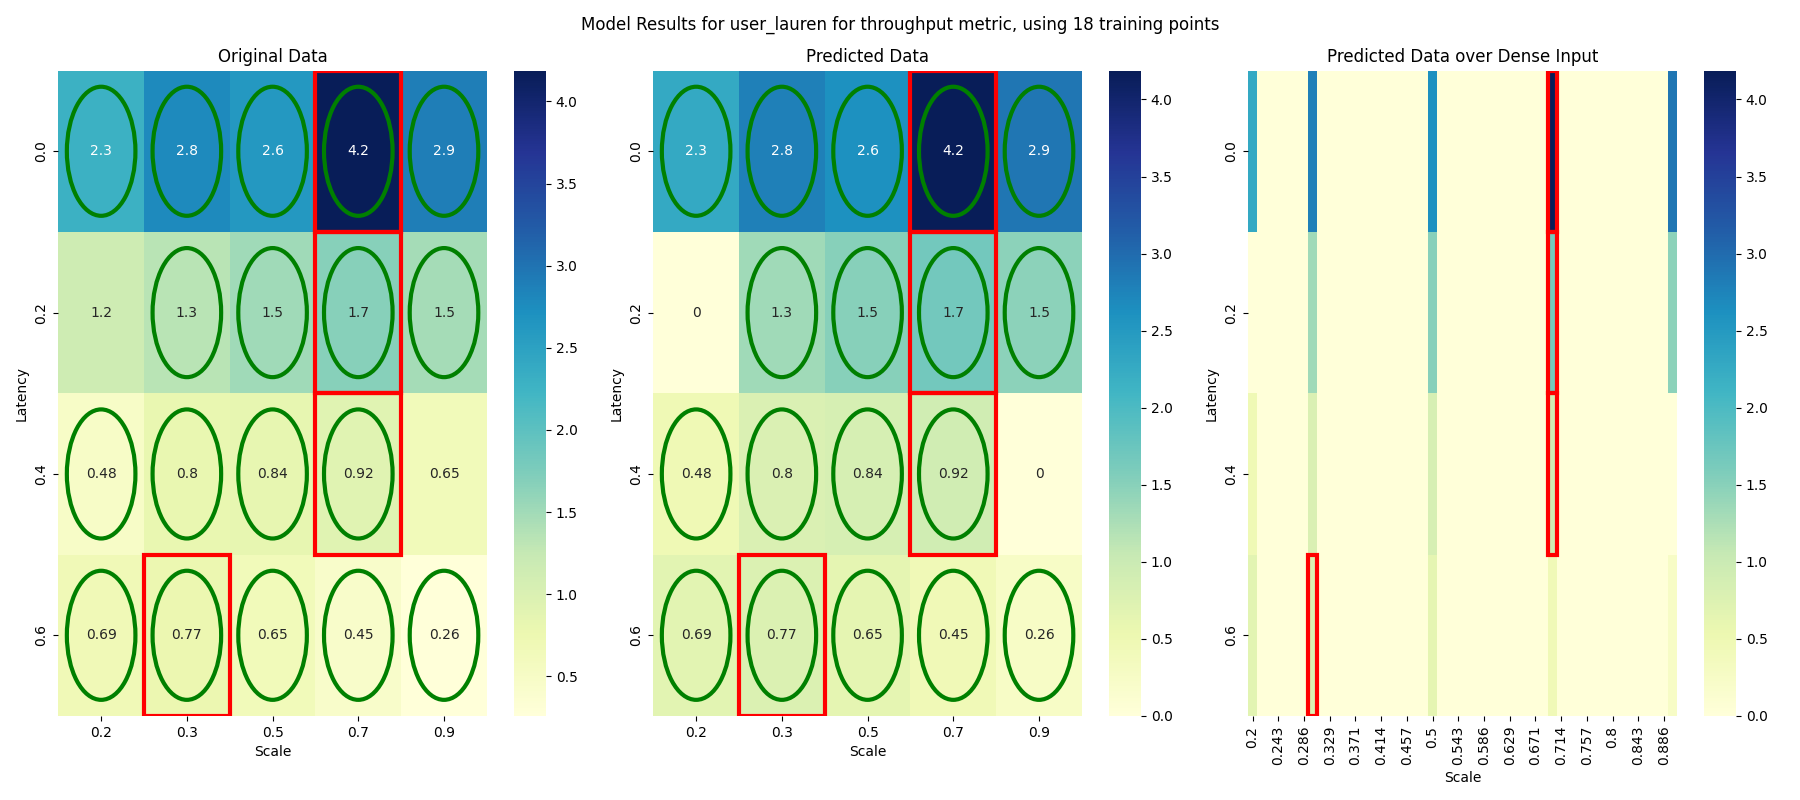 Model Results for user_lauren for throughput metric, using 18 training points
Original Data
2.3 2.8 2.6 4.2 2.9
1.2 1.3 1.5 1.7 1.5
0.48 0.8 0.84 0.92 0.65
0.69 0.77 0.65 0.45 0.26
0.0
0.2
0.4
0.6
Latency
0.2 0.3 0.5 0.7 0.9
Scale
4.0
3.5
3.0
2.5
2.0
1.5
1.0
0.5
Predicted Data
2.3 2.8 2.6 4.2 2.9
0 1.3 1.5 1.7 1.5
0.48 0.8 0.84 0.92 0
0.69 0.77 0.65 0.45 0.26
0.0
0.2
0.4
0.6
Latency
0.2 0.3 0.5 0.7 0.9
Scale
4.0
3.5
3.0
2.5
2.0
1.5
1.0
0.5
0.0
Predicted Data over Dense Input
0.0
0.2
0.4
0.6
Latency
0.2 0.243 0.286 0.329 0.371 0.414 0.457 0.5 0.543 0.586 0.629 0.671 0.714 0.757 0.8 0.843 0.886
Scale
4.0
3.5
3.0
2.5
2.0
1.5
1.0
0.5
0.0